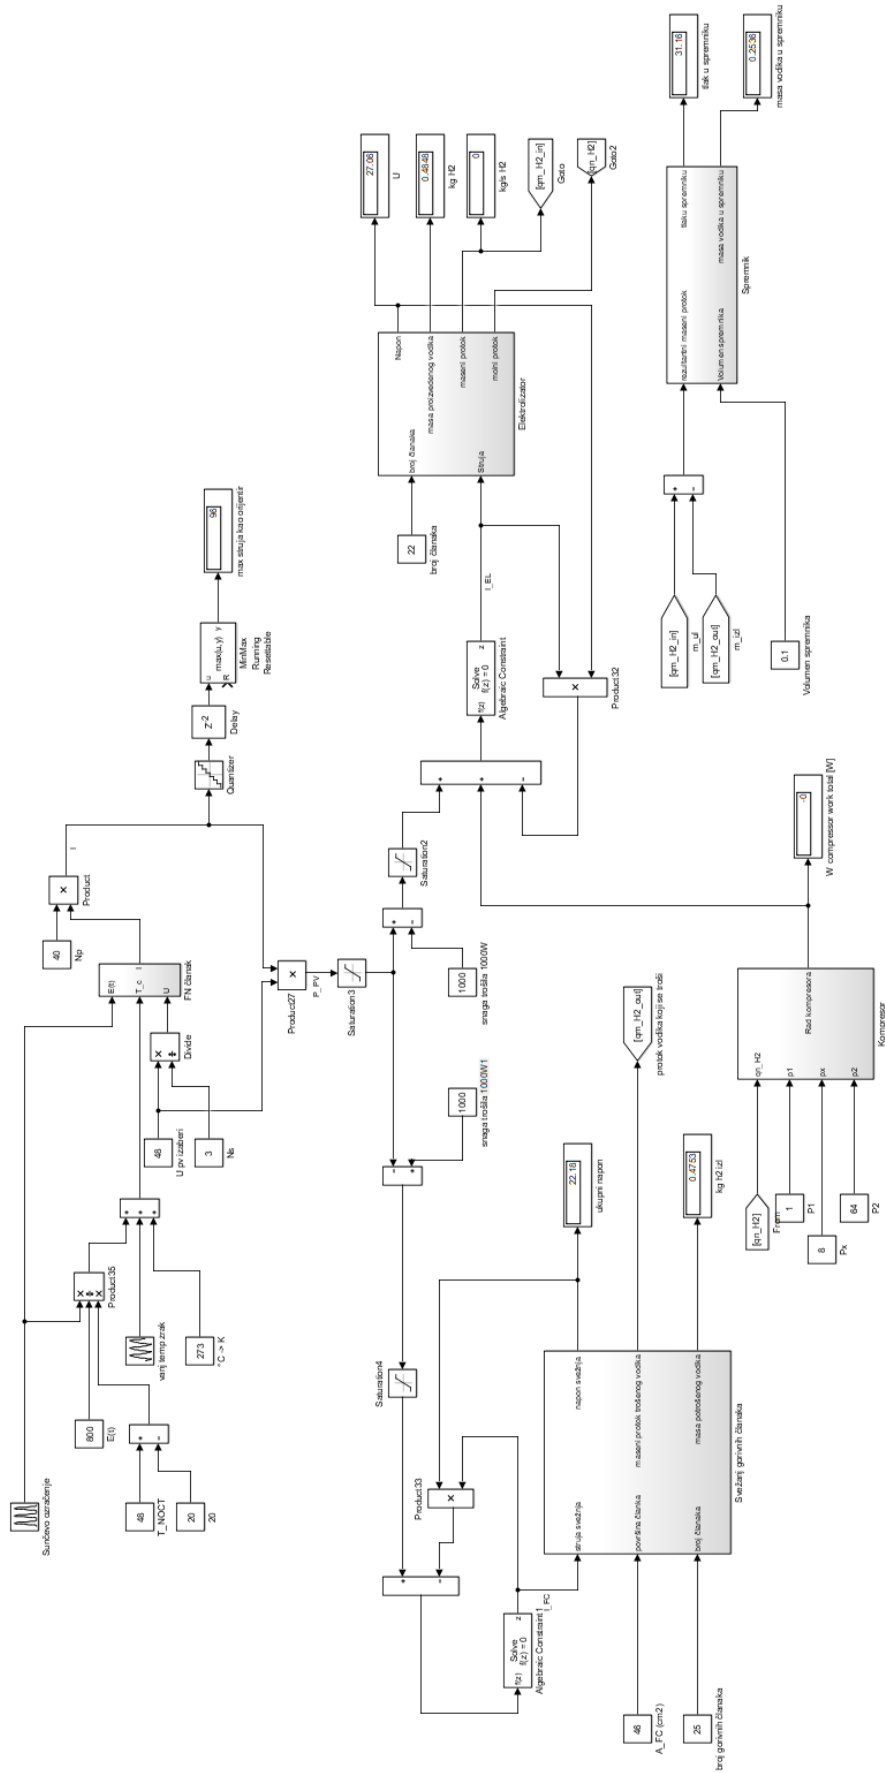 Sunčevo ozračenje
800
E(t)
48
T_NOCT
20
20
Product35
varij temp zrak
273
°C -> K
48
U pv izaberi
3
Ns
Divide
E(t)
T_c
U
I
FN članak
40
Np
Product
I
Quantizer
Z-2
Delay
u
R
max(u,y)
y
MinMax
Running
Resettable
96
max struja kao orijentir
Product27
P_PV
Saturation3
1000
snaga trošila 1000W
1000
snaga trošila 1000W1
Saturation2
Saturation4
f(z)
Solve
f(z) = 0
z
Algebraic Constraint
I_EL
Product32
22
broj članaka
broj članaka
Struja
Napon
masa proizvedenog vodika
maseni protok
molni protok
Elektrolizator
27.06
U
0.4848
kg H2
0
kg/s H2
[qm_H2_in]
Goto
[qn_H2]
Goto2
Product33
f(z)
Solve
f(z) = 0
z
Algebraic Constraint1
I_FC
46
A_FC (cm2)
25
broj gorivnih članaka
struja svežnja
površina članka
broj članaka
napon svežnja
maseni protok trošenog vodika
masa potrošenog vodika
Svežanj gorivnih članaka
22.18
ukupni napon
[qm_H2_out]
protok vodika koji se troši
0.4753
kg h2 izl
[qn_H2]
From
1
P1
8
Px
64
P2
qn_H2
p1
px
p2
Rad kompresora
Kompresor
-0
W compressor work total [W]
[qm_H2_in]
m_ul
[qm_H2_out]
m_izl
0.1
Volumen spremnika
rezultantni maseni protok
Volumen spremnika
tlak u spremniku
masa vodika u spremniku
Spremnik
31.16
tlak u spremniku
0.2536
masa vodika u spremniku